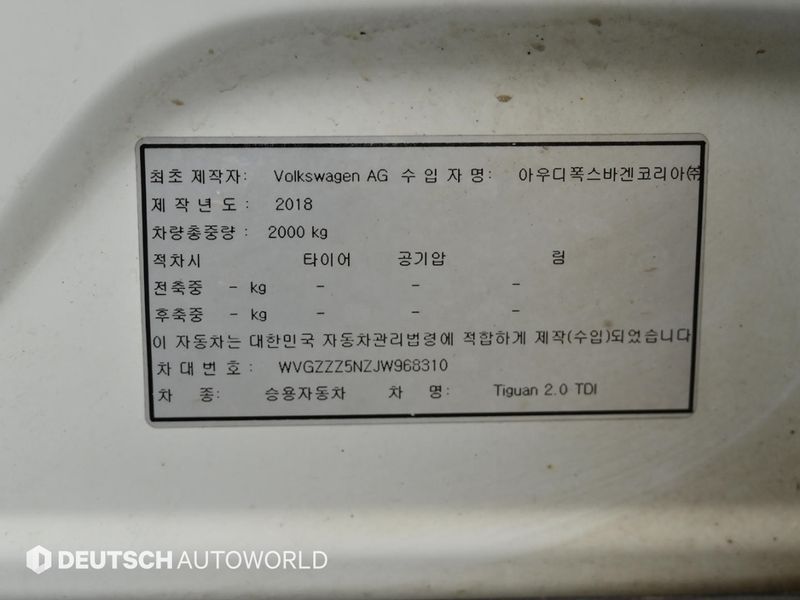 최초 제작자: Volkswagen AG 수 입 자 명: 아우디폭스바겐코리아㈜
제 작 년 도 : 2018
차량총중량 : 2000 kg
적차시 타이어 공기압 림
전축중 - kg - - -
후축중 - kg - - -
이 자동차는 대한민국 자동차관리법령에 적합하게 제작(수입)되었습니다
차 대 번 호 : WVGZZZ5NZJW968310
차 종: 승용자동차 차 명: Tiguan 2.0 TDI
DEUTSCH AUTOWORLD